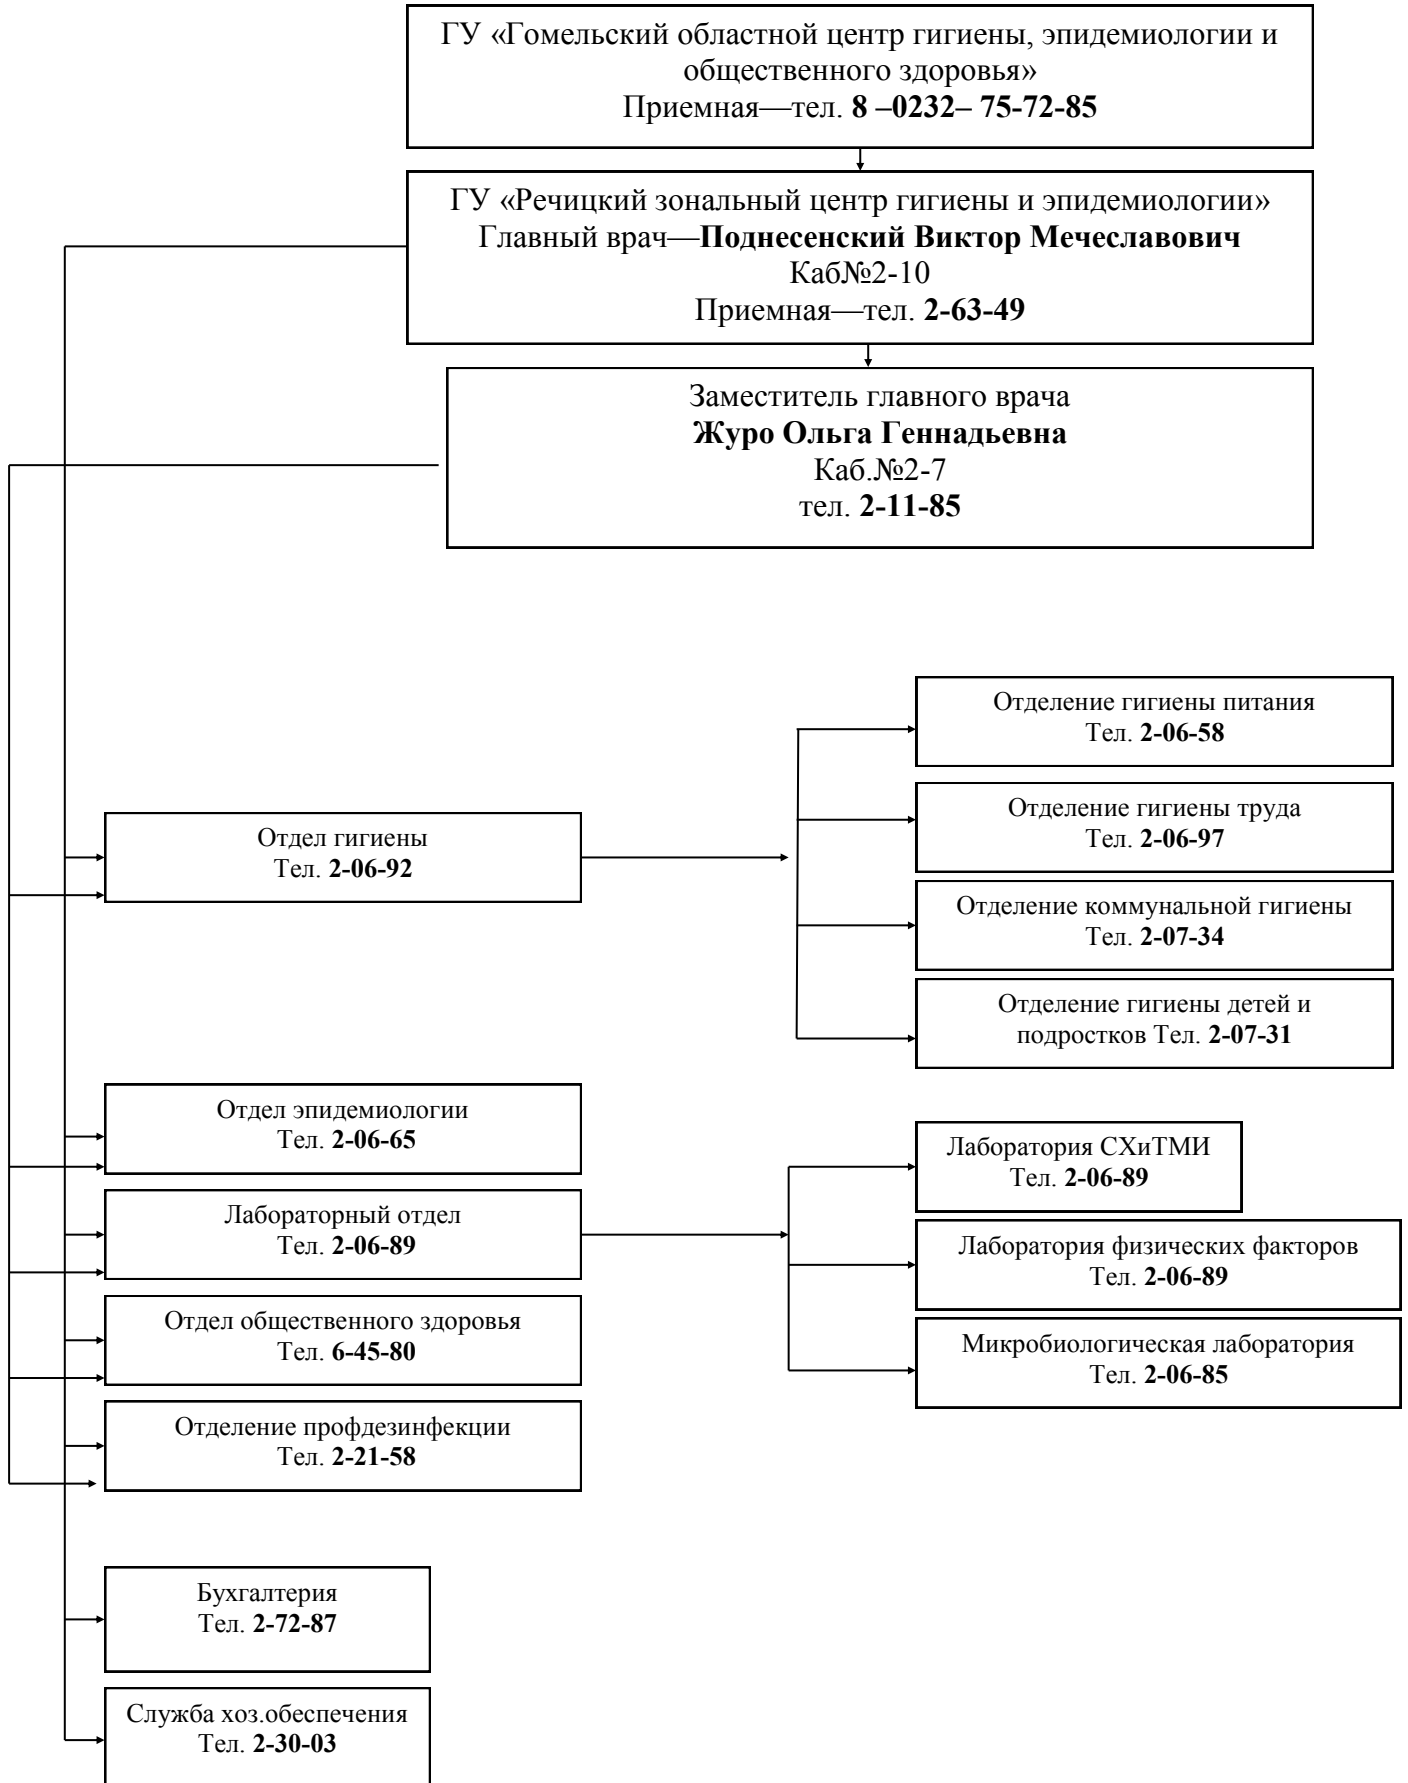 ГУ «Гомельский областной центр гигиены, эпидемиологии и
общественного здоровья»
Приемная—тел. 8 –0232– 75-72-85
ГУ «Речицкий зональный центр гигиены и эпидемиологии»
Главный врач—Поднесенский Виктор Мечеславович
Каб№2-10
Приемная—тел. 2-63-49
Заместитель главного врача
Журо Ольга Геннадьевна
Каб.№2-7
тел. 2-11-85
Отдел гигиены
Тел. 2-06-92
Отделение гигиены питания
Тел. 2-06-58
Отделение гигиены труда
Тел. 2-06-97
Отделение коммунальной гигиены
Тел. 2-07-34
Отделение гигиены детей и
подростков Тел. 2-07-31
Отдел эпидемиологии
Тел. 2-06-65
Лабораторный отдел
Тел. 2-06-89
Лаборатория СХиТМИ
Тел. 2-06-89
Лаборатория физических факторов
Тел. 2-06-89
Микробиологическая лаборатория
Тел. 2-06-85
Отдел общественного здоровья
Тел. 6-45-80
Отделение профдезинфекции
Тел. 2-21-58
Бухгалтерия
Тел. 2-72-87
Служба хоз.обеспечения
Тел. 2-30-03